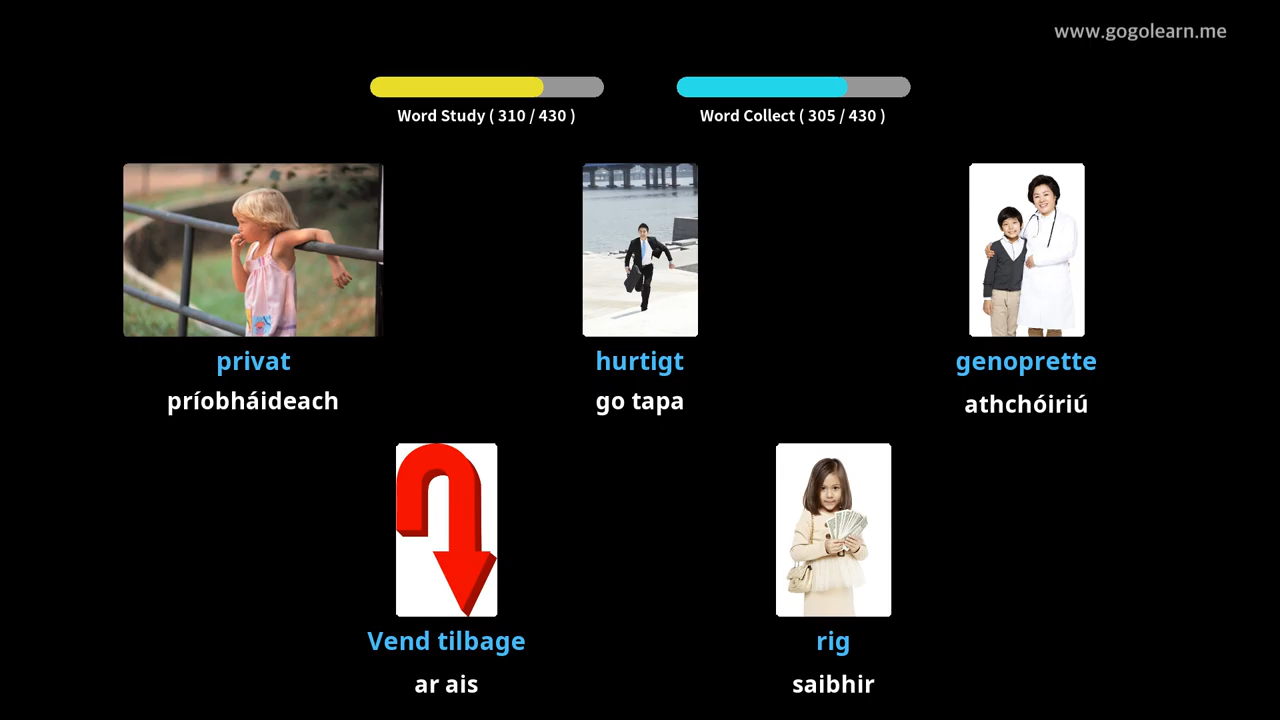 www.gogolearn.me
Word Study ( 310 / 430 )
Word Collect ( 305 / 430 )
privat
hurtigt
genoprette
príobháideach
go tapa
athchóiriú
Vend tilbage
rig
ar ais
saibhir